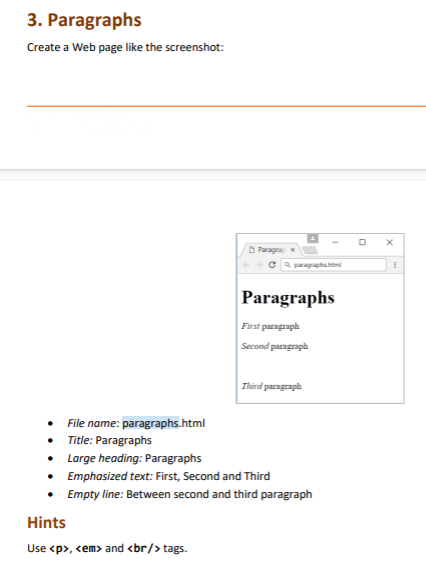 3. Paragraphs
Create a Web page like the screenshot:
Paragrap
paragraphs.html
Paragraphs
First paragraph
Second paragraph
Third paragraph
• File name: paragraphs.html
• Title: Paragraphs
• Large heading: Paragraphs
• Emphasized text: First, Second and Third
• Empty line: Between second and third paragraph
Hints
Use <p>, <em> and <br/> tags.